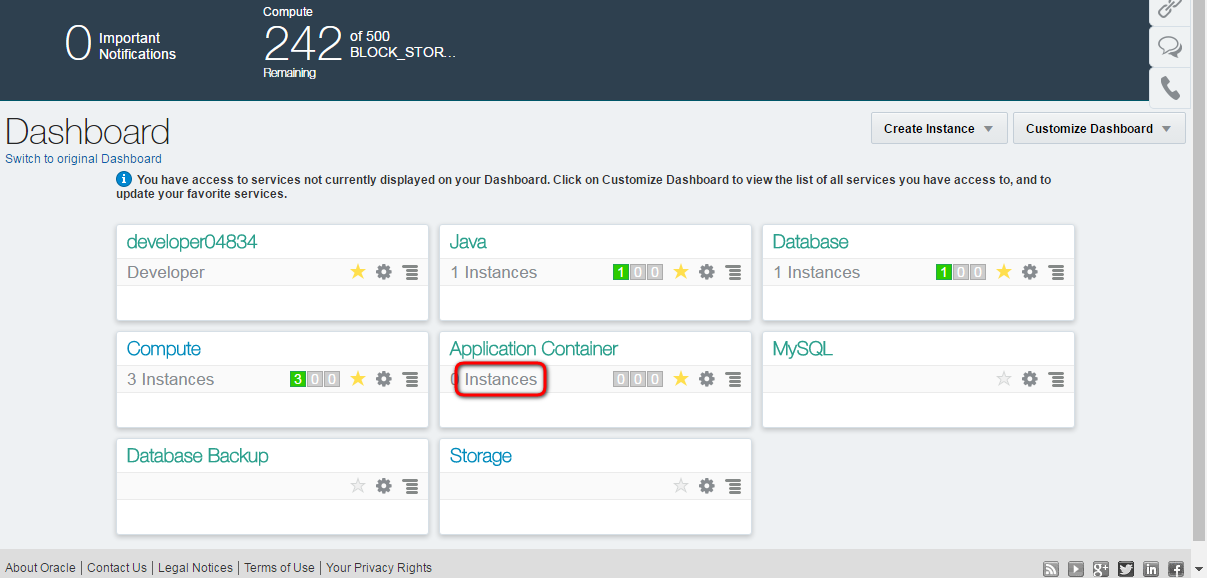 Compute
0 Important
Notifications
242 of 500
BLOCK_STOR...
Remaining
Dashboard
Switch to original Dashboard
Create Instance
Customize Dashboard
You have access to services not currently displayed on your Dashboard. Click on Customize Dashboard to view the list of all services you have access to, and to
update your favorite services.
developer04834
Developer
Java
1 Instances 1 0 0
Database
1 Instances 1 0 0
Compute
3 Instances 3 0 0
Application Container
0 Instances 0 0 0
MySQL
Database Backup
Storage
About Oracle | Contact Us | Legal Notices | Terms of Use | Your Privacy Rights